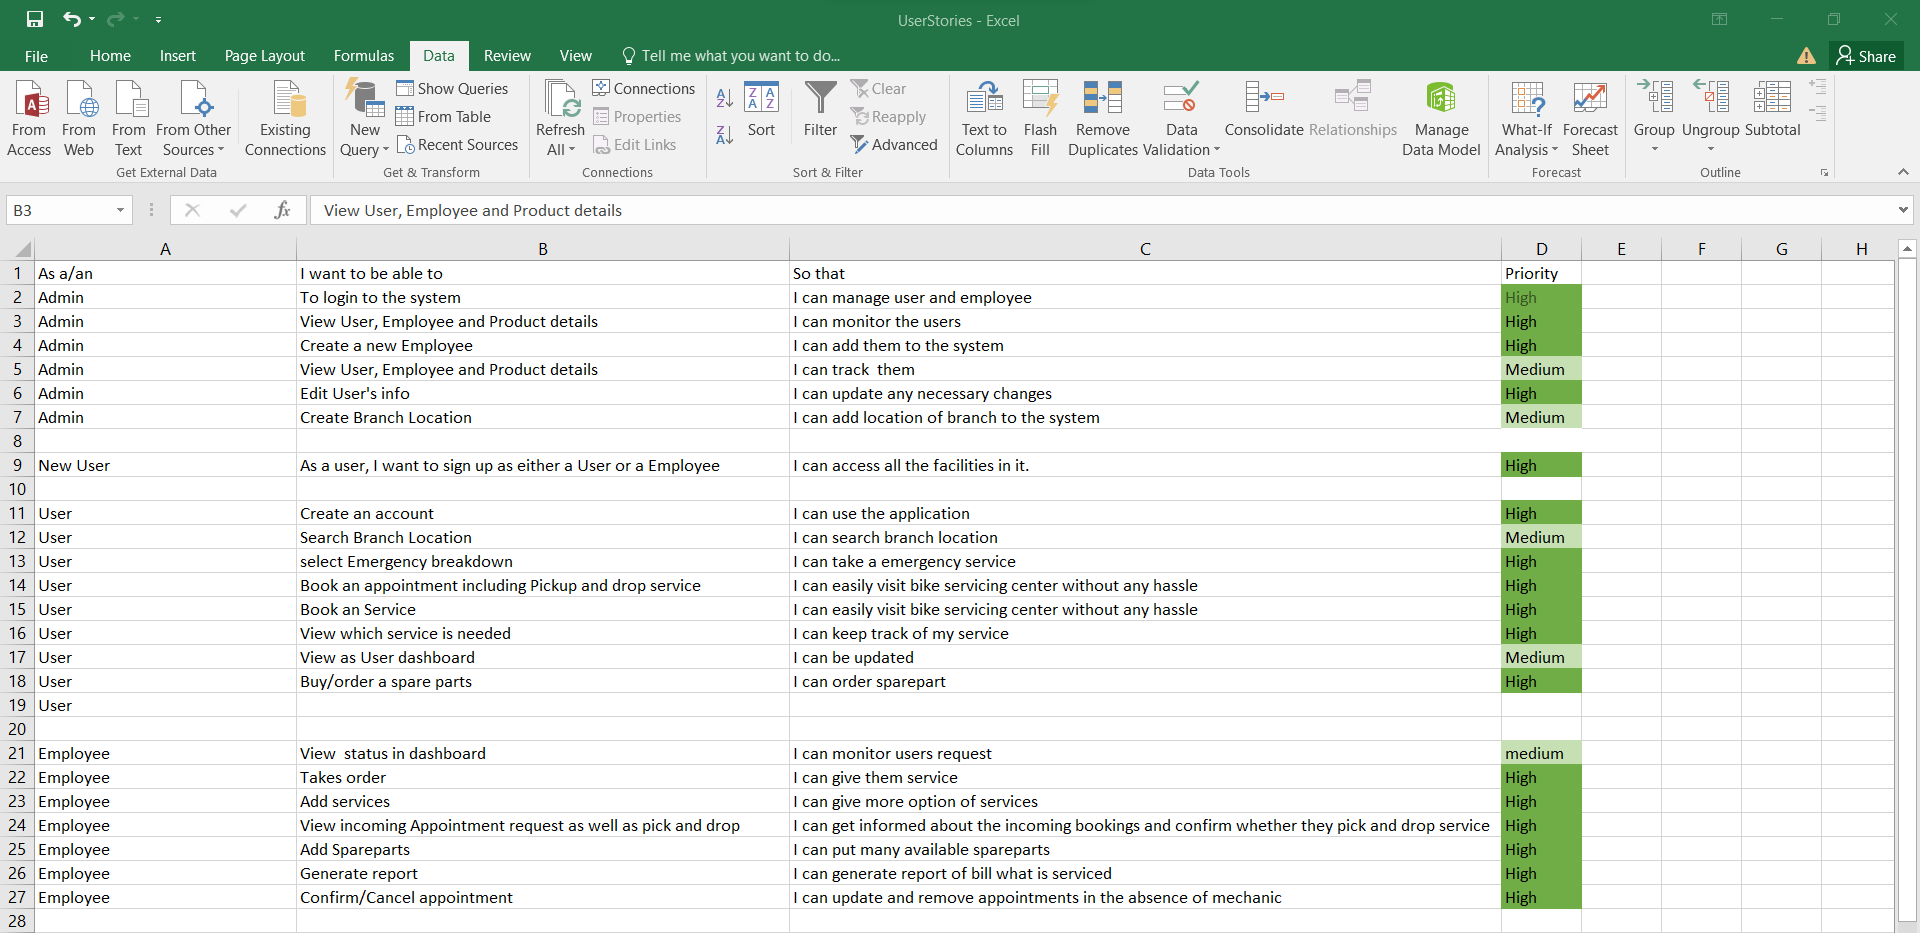 UserStories - Excel
File Home Insert Page Layout Formulas Data Review View Tell me what you want to do... Share
From Access From Web From Text From Other Sources Existing Connections New Query Show Queries From Table Recent Sources Refresh All Connections Properties Edit Links Sort Filter Clear Reapply Advanced Text to Columns Flash Fill Remove Duplicates Data Validation Consolidate Relationships Manage Data Model What-If Analysis Forecast Sheet Group Ungroup Subtotal
Get External Data Get & Transform Connections Sort & Filter Data Tools Forecast Outline
B3 fx View User, Employee and Product details
A B C D E F G H
1 As a/an I want to be able to So that Priority
2 Admin To login to the system I can manage user and employee High
3 Admin View User, Employee and Product details I can monitor the users High
4 Admin Create a new Employee I can add them to the system High
5 Admin View User, Employee and Product details I can track  them Medium
6 Admin Edit User's info I can update any necessary changes High
7 Admin Create Branch Location I can add location of branch to the system Medium
8
9 New User As a user, I want to sign up as either a User or a Employee I can access all the facilities in it. High
10
11 User Create an account I can use the application High
12 User Search Branch Location I can search branch location Medium
13 User select Emergency breakdown I can take a emergency service High
14 User Book an appointment including Pickup and drop service I can easily visit bike servicing center without any hassle High
15 User Book an Service I can easily visit bike servicing center without any hassle High
16 User View which service is needed I can keep track of my service High
17 User View as User dashboard I can be updated Medium
18 User Buy/order a spare parts I can order sparepart High
19 User
20
21 Employee View  status in dashboard I can monitor users request medium
22 Employee Takes order I can give them service High
23 Employee Add services I can give more option of services High
24 Employee View incoming Appointment request as well as pick and drop I can get informed about the incoming bookings and confirm whether they pick and drop service High
25 Employee Add Spareparts I can put many available spareparts High
26 Employee Generate report I can generate report of bill what is serviced High
27 Employee Confirm/Cancel appointment I can update and remove appointments in the absence of mechanic High
28